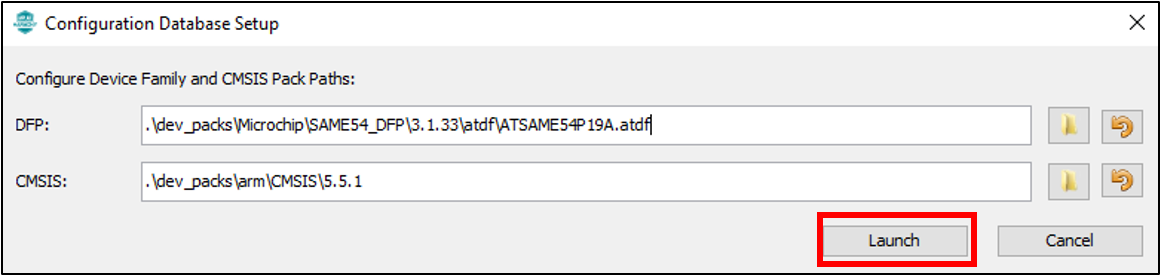 Configuration Database Setup
Configure Device Family and CMSIS Pack Paths:
DFP: .\dev_packs\Microchip\SAME54_DFP\3.1.33\atdf\ATSAME54P19A.atdf
CMSIS: .\dev_packs\arm\CMSIS\5.5.1
Launch Cancel